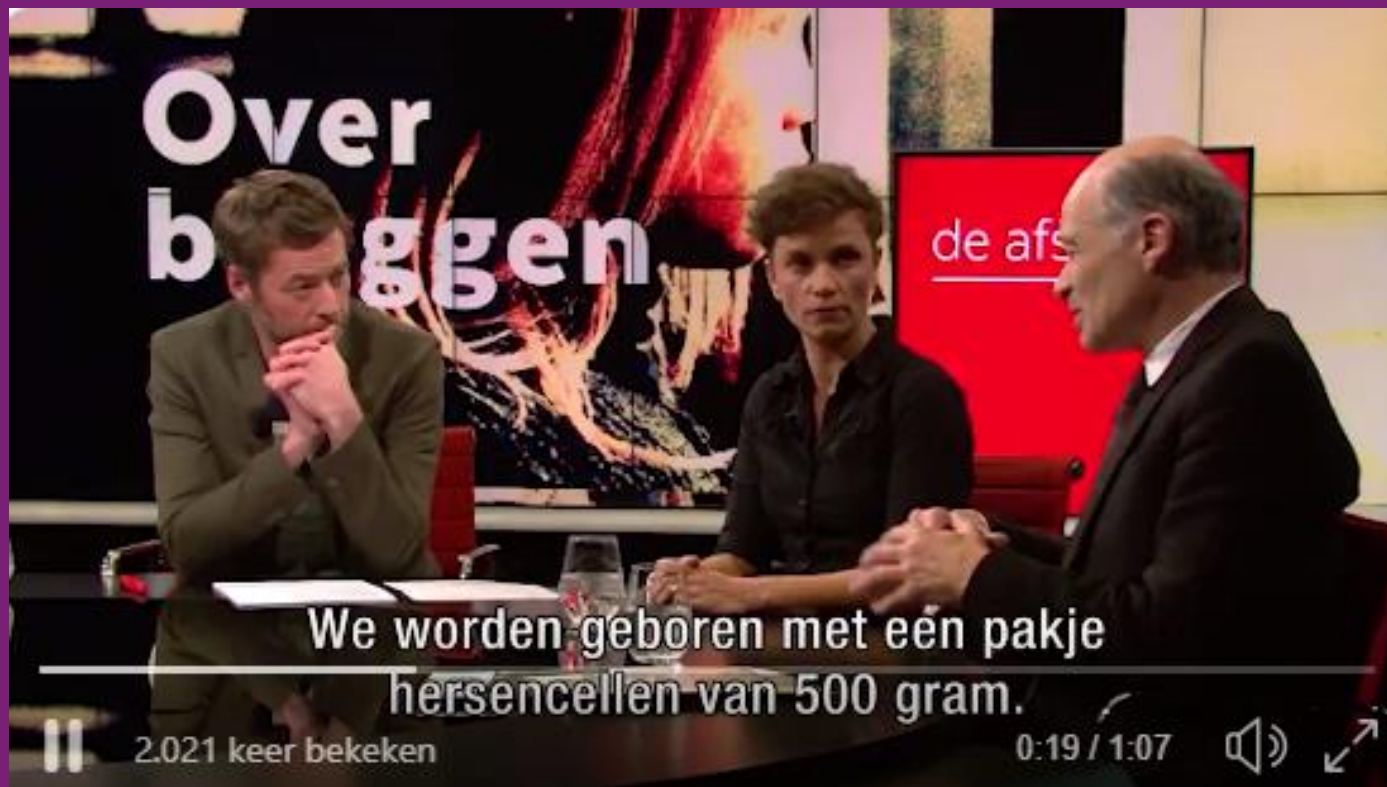 Over
b ggen
de afs
We worden geboren met een pakje
hersencellen van 500 gram.
2.021 keer bekeken
0:19 / 1:07